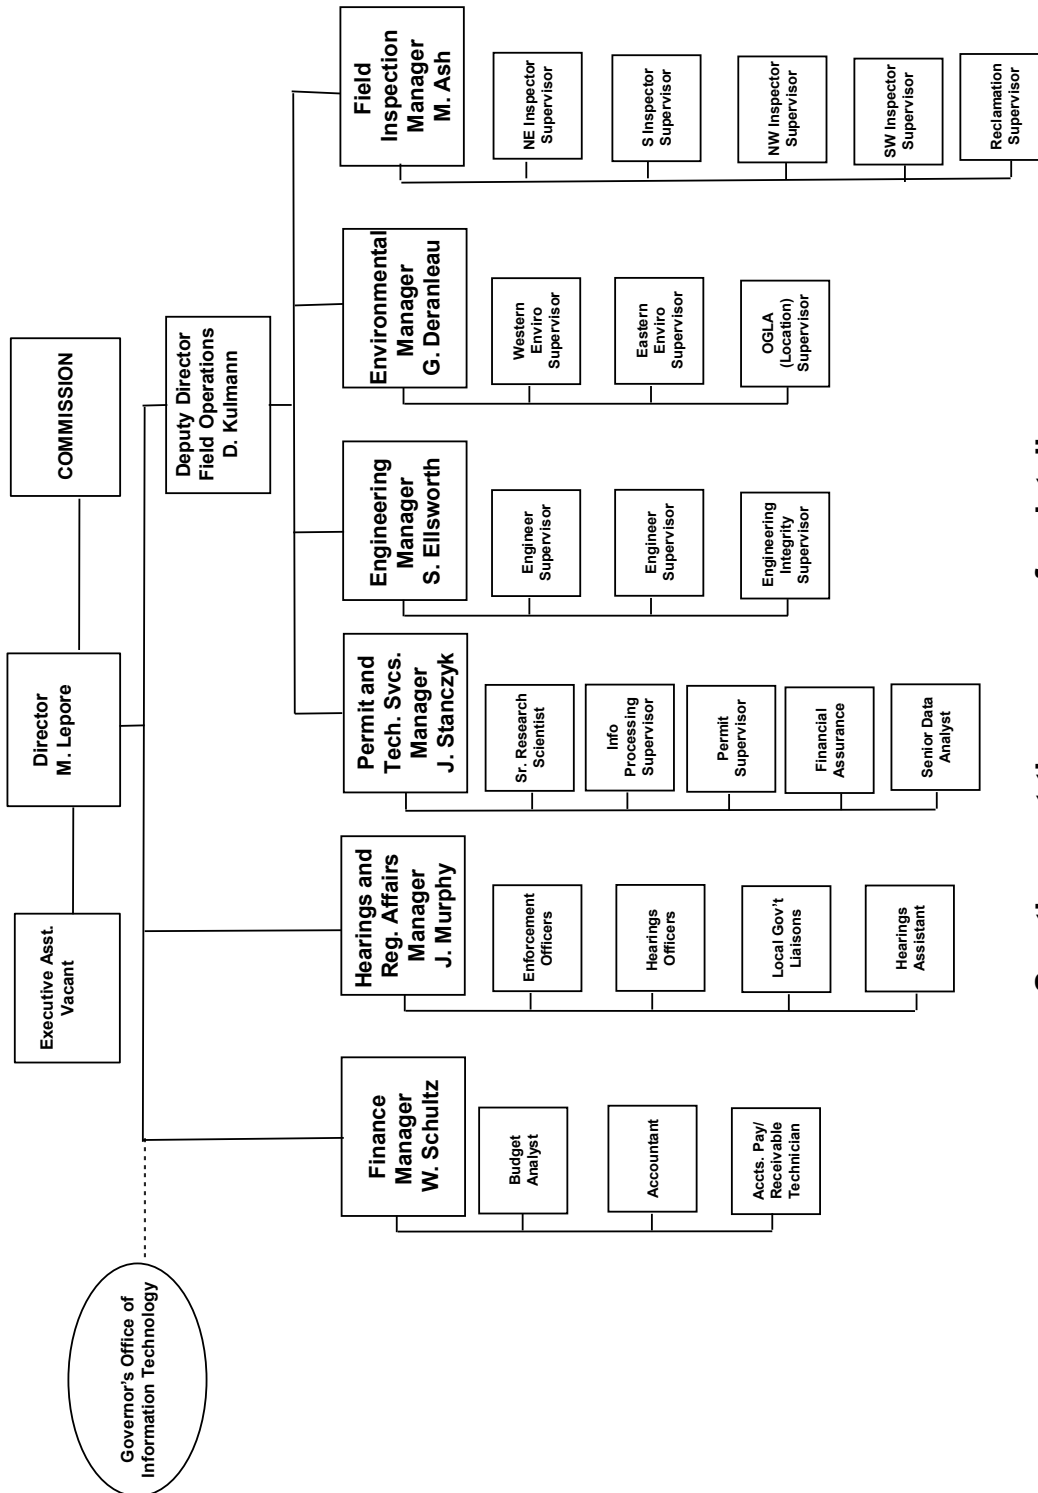 COMMISSION
Director
M. Lepore
Executive Asst.
Vacant
Governor's Office of
Information Technology
Deputy Director
Field Operations
D. Kulmann
Finance
Manager
W. Schultz
Budget
Analyst
Accountant
Accts. Pay/
Receivable
Technician
Hearings and
Reg. Affairs
Manager
J. Murphy
Enforcement
Officers
Hearings
Officers
Local Gov't
Liaisons
Hearings
Assistant
Permit and
Tech. Svcs.
Manager
J. Stanczyk
Sr. Research
Scientist
Info
Processing
Supervisor
Permit
Supervisor
Financial
Assurance
Senior Data
Analyst
Engineering
Manager
S. Ellsworth
Engineer
Supervisor
Engineer
Supervisor
Engineering
Integrity
Supervisor
Environmental
Manager
G. Deranleau
Western
Enviro
Supervisor
Eastern
Enviro
Supervisor
OGLA
(Location)
Supervisor
Field
Inspection
Manager
M. Ash
NE Inspector
Supervisor
S Inspector
Supervisor
NW Inspector
Supervisor
SW Inspector
Supervisor
Reclamation
Supervisor